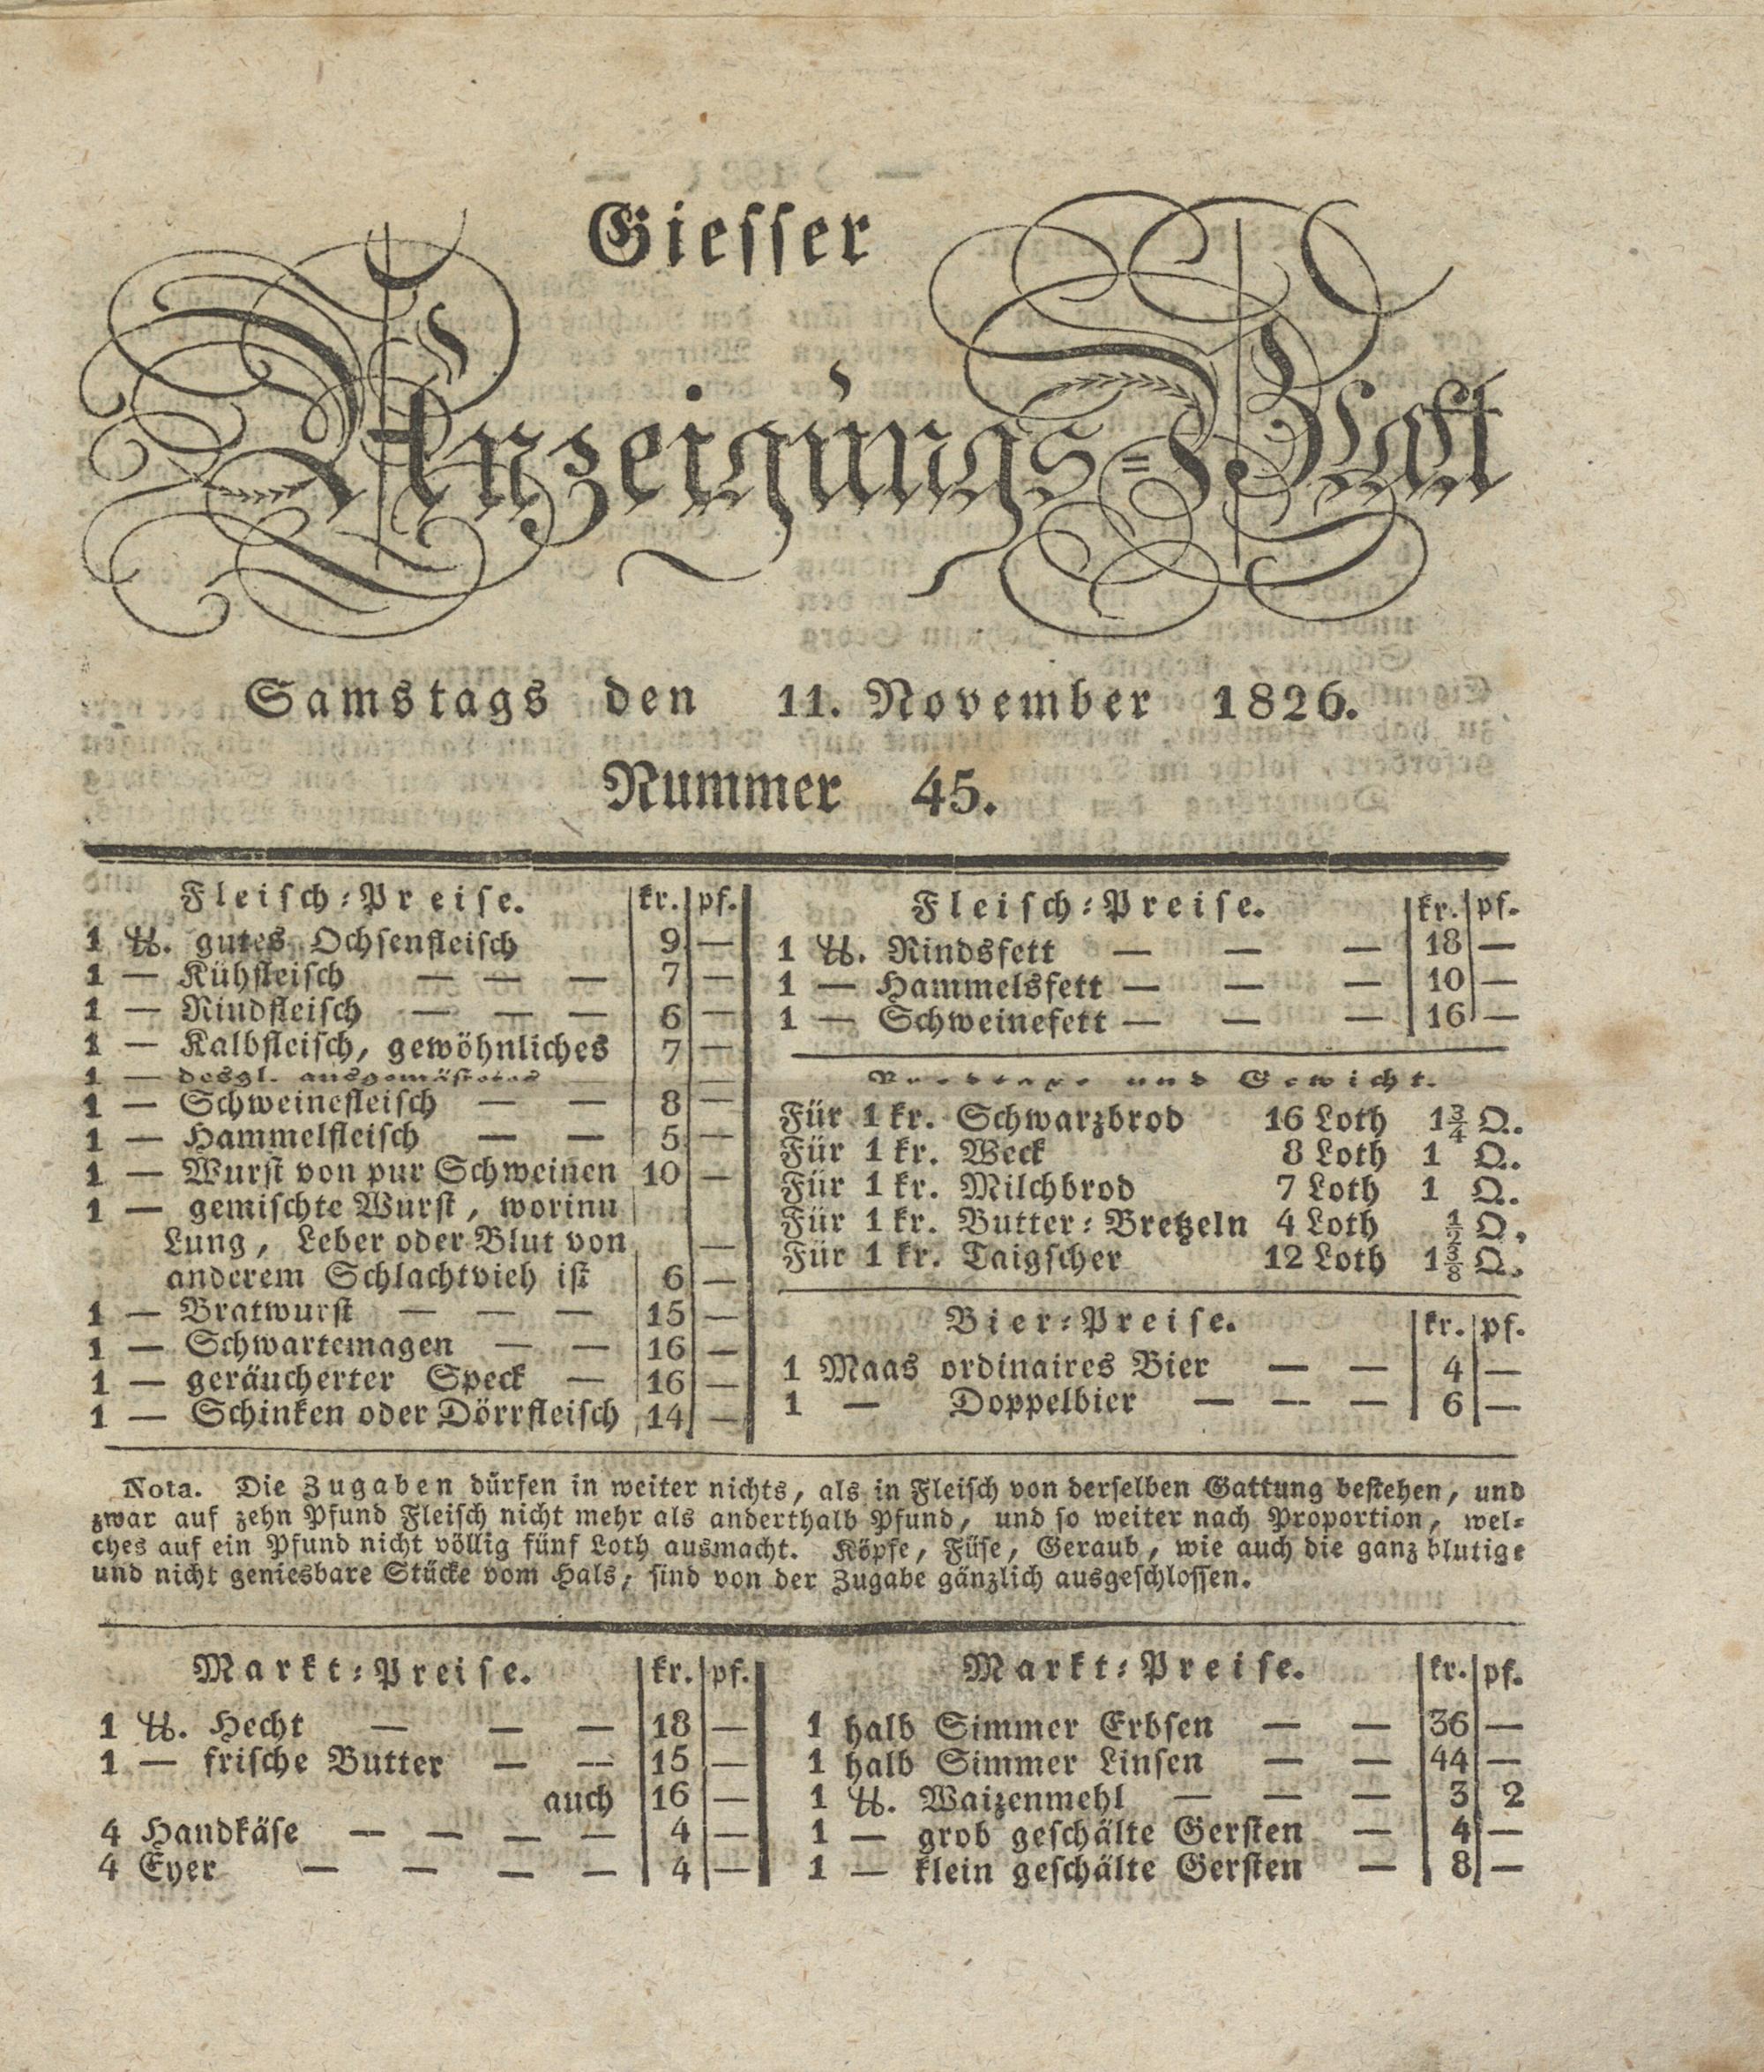 Giesser
Anzeigungs-Blatt
Samstags den 11. November 1826.
Nummer 45.
Fleisch-Preise. kr. pf.
1 ℔. gutes Ochsenfleisch 9 —
1 — Kühfleisch — — — 7 —
1 — Rindfleisch — — — 6 —
1 — Kalbfleisch, gewöhnliches 7 —
1 — desgl. ausgemästetes — —
1 — Schweinefleisch — — 8 —
1 — Hammelfleisch — — 5 —
1 — Wurst von pur Schweinen 10 —
1 — gemischte Wurst, worinn
Lung, Leber oder Blut von —
anderem Schlachtvieh ist 6 —
1 — Bratwurst — — — 15 —
1 — Schwartemagen — — 16 —
1 — geräucherter Speck — 16 —
1 — Schinken oder Dörrfleisch 14 —
Fleisch-Preise. kr. pf.
1 ℔. Rindsfett — — — 18 —
1 — Hammelsfett — — — 10 —
1 — Schweinefett — — — 16 —
Brodtaxe und Gewicht.
Für 1 kr. Schwarzbrod 16 Loth 1¾ Q.
Für 1 kr. Weck 8 Loth 1 Q.
Für 1 kr. Milchbrod 7 Loth 1 Q.
Für 1 kr. Butter-Bretzeln 4 Loth ½ Q.
Für 1 kr. Taigscher 12 Loth 1⅜ Q.
Bier-Preise. kr. pf.
1 Maas ordinaires Bier — — 4 —
1 — Doppelbier — — — 6 —
Nota. Die Zugaben dürfen in weiter nichts, als in Fleisch von derselben Gattung bestehen, und
zwar auf zehn Pfund Fleisch nicht mehr als anderthalb Pfund, und so weiter nach Proportion, wel-
ches auf ein Pfund nicht völlig fünf Loth ausmacht. Köpfe, Füse, Geraub, wie auch die ganz blutige
und nicht geniesbare Stücke vom Hals, sind von der Zugabe gänzlich ausgeschlossen.
Markt-Preise. kr. pf.
1 ℔. Hecht — — — 18 —
1 — frische Butter — — 15 —
auch 16 —
4 Handkäse — — — — 4 —
4 Eyer — — — — 4 —
Markt-Preise. kr. pf.
1 halb Simmer Erbsen — — 36 —
1 halb Simmer Linsen — — 44 —
1 ℔. Waizenmehl — — — 3 2
1 — grob geschälte Gersten — 4 —
1 — klein geschälte Gersten — 8 —